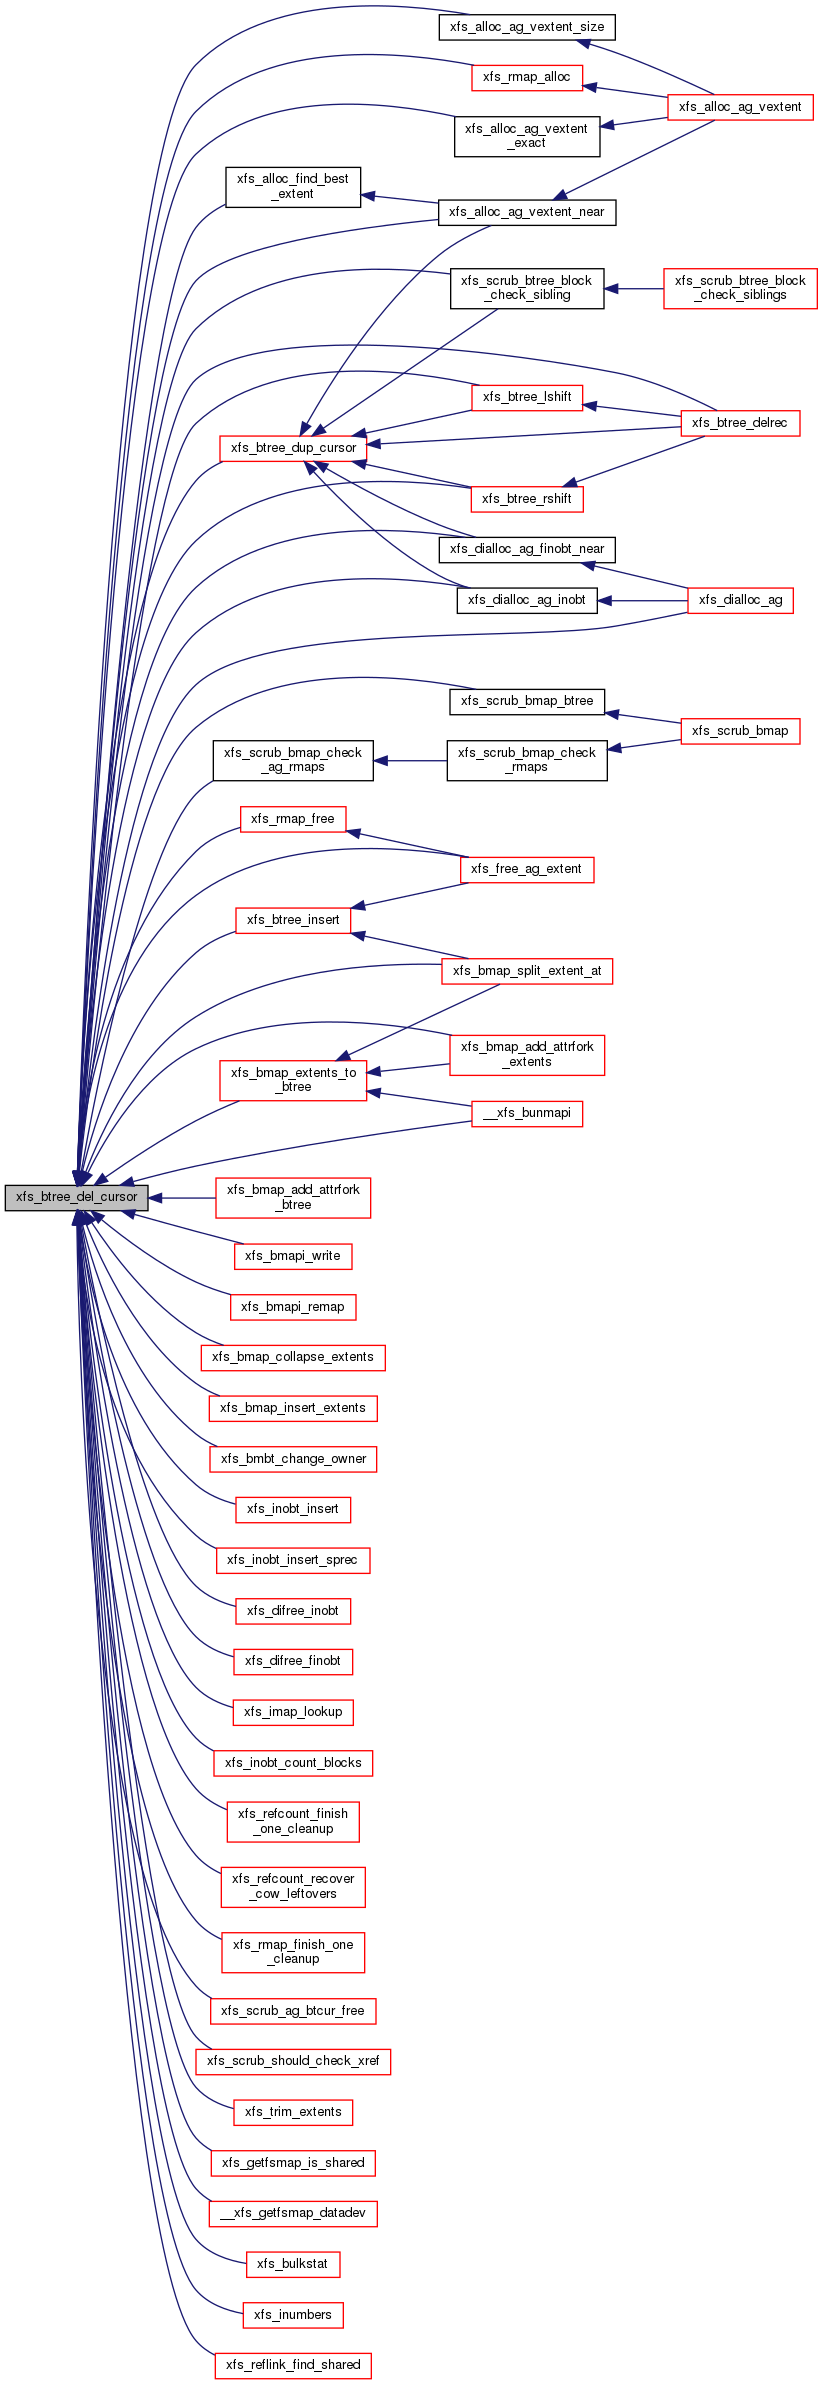 xfs_alloc_ag_vextent_size
xfs_rmap_alloc
xfs_alloc_ag_vextent
xfs_alloc_ag_vextent
_exact
xfs_alloc_find_best
_extent
xfs_alloc_ag_vextent_near
xfs_scrub_btree_block
_check_sibling
xfs_scrub_btree_block
_check_siblings
xfs_btree_lshift
xfs_btree_delrec
xfs_btree_dup_cursor
xfs_btree_rshift
xfs_dialloc_ag_finobt_near
xfs_dialloc_ag_inobt
xfs_dialloc_ag
xfs_scrub_bmap_btree
xfs_scrub_bmap
xfs_scrub_bmap_check
_ag_rmaps
xfs_scrub_bmap_check
_rmaps
xfs_rmap_free
xfs_free_ag_extent
xfs_btree_insert
xfs_bmap_split_extent_at
xfs_bmap_add_attrfork
_extents
xfs_bmap_extents_to
_btree
__xfs_bunmapi
xfs_btree_del_cursor
xfs_bmap_add_attrfork
_btree
xfs_bmapi_write
xfs_bmapi_remap
xfs_bmap_collapse_extents
xfs_bmap_insert_extents
xfs_bmbt_change_owner
xfs_inobt_insert
xfs_inobt_insert_sprec
xfs_difree_inobt
xfs_difree_finobt
xfs_imap_lookup
xfs_inobt_count_blocks
xfs_refcount_finish
_one_cleanup
xfs_refcount_recover
_cow_leftovers
xfs_rmap_finish_one
_cleanup
xfs_scrub_ag_btcur_free
xfs_scrub_should_check_xref
xfs_trim_extents
xfs_getfsmap_is_shared
__xfs_getfsmap_datadev
xfs_bulkstat
xfs_inumbers
xfs_reflink_find_shared